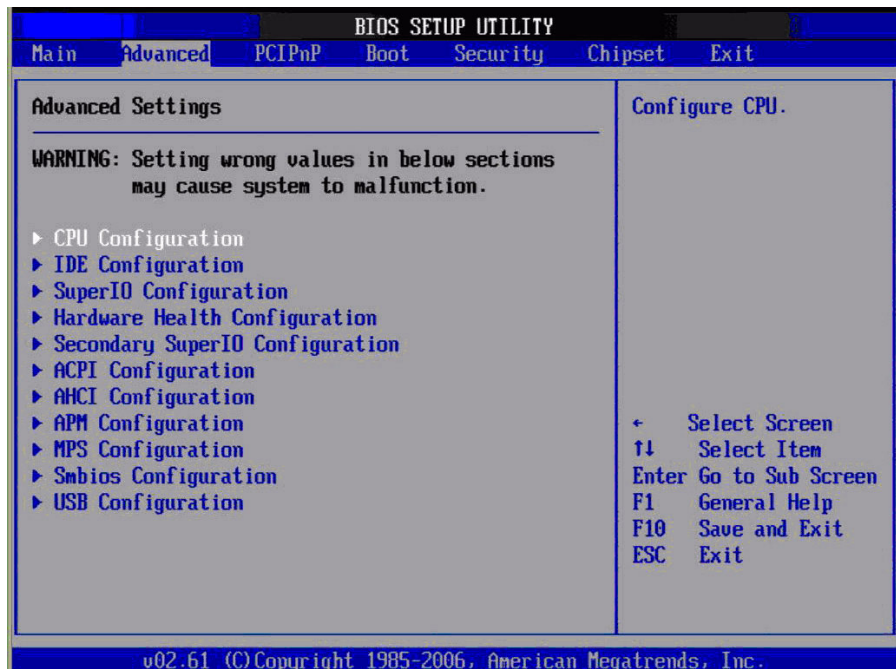 BIOS SETUP UTILITY
Main Advanced PCIPnP Boot Security Chipset Exit
Advanced Settings
WARNING: Setting wrong values in below sections
may cause system to malfunction.
▶ CPU Configuration
▶ IDE Configuration
▶ SuperIO Configuration
▶ Hardware Health Configuration
▶ Secondary SuperIO Configuration
▶ ACPI Configuration
▶ AHCI Configuration
▶ APM Configuration
▶ MPS Configuration
▶ Smbios Configuration
▶ USB Configuration
Configure CPU.
← Select Screen
↑↓ Select Item
Enter Go to Sub Screen
F1 General Help
F10 Save and Exit
ESC Exit
v02.61 (C)Copyright 1985-2006, American Megatrends, Inc.